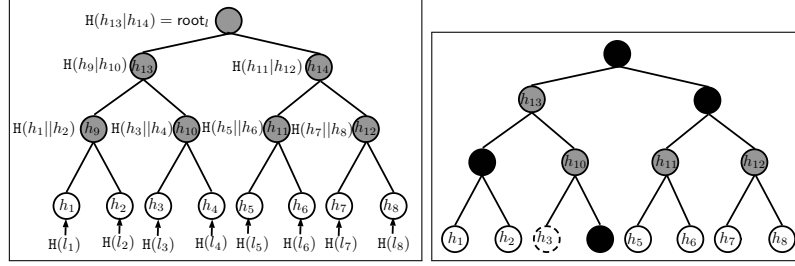 H(h₁₃|h₁₄) = rootₗ
H(h₉|h₁₀) h₁₃ H(h₁₁|h₁₂) h₁₄
H(h₁||h₂) h₉ H(h₃||h₄) h₁₀ H(h₅||h₆) h₁₁ H(h₇||h₈) h₁₂
h₁ h₂ h₃ h₄ h₅ h₆ h₇ h₈
H(l₁) H(l₂) H(l₃) H(l₄) H(l₅) H(l₆) H(l₇) H(l₈)
h₁₃
h₁₀ h₁₁ h₁₂
h₁ h₂ h₃ h₅ h₆ h₇ h₈